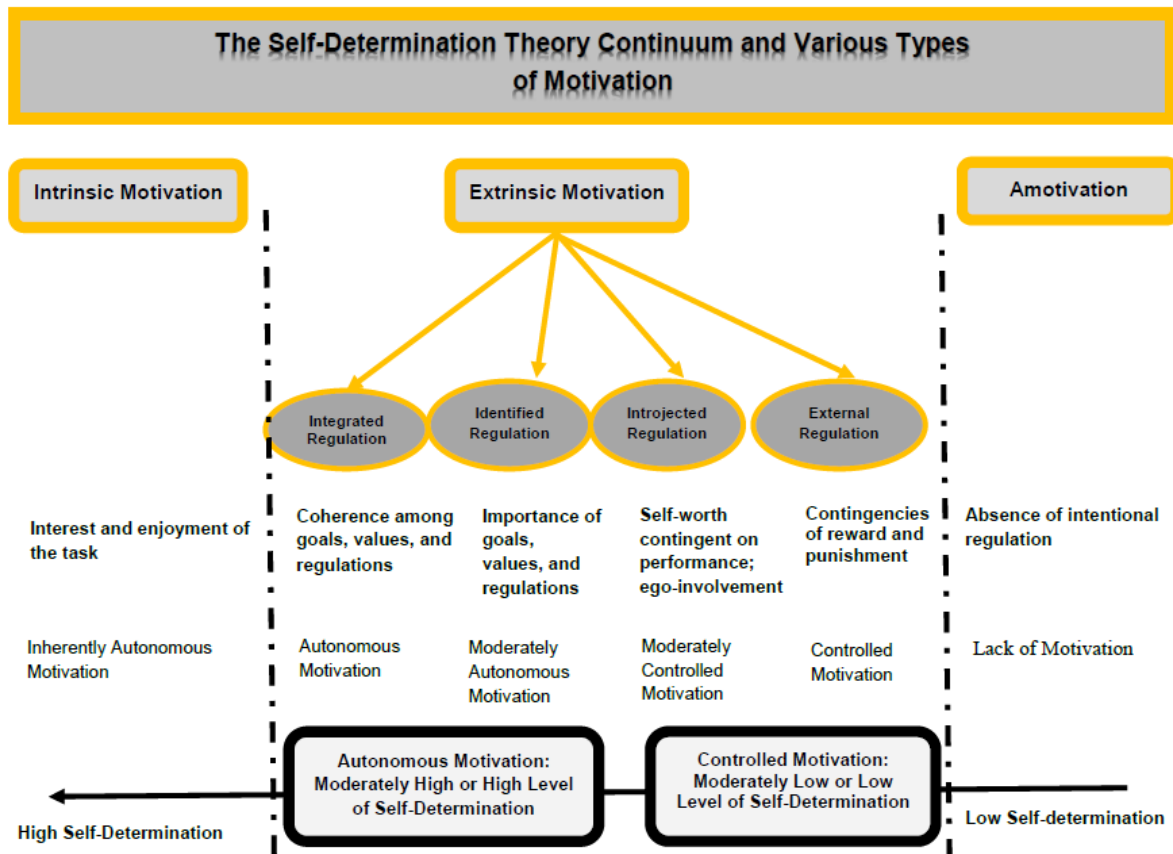 The Self-Determination Theory Continuum and Various Types
of Motivation
Intrinsic Motivation
Extrinsic Motivation
Amotivation
Integrated
Regulation
Identified
Regulation
Introjected
Regulation
External
Regulation
Interest and enjoyment of
the task
Coherence among
goals, values, and
regulations
Importance of
goals,
values, and
regulations
Self-worth
contingent on
performance;
ego-involvement
Contingencies
of reward and
punishment
Absence of intentional
regulation
Inherently Autonomous
Motivation
Autonomous
Motivation
Moderately
Autonomous
Motivation
Moderately
Controlled
Motivation
Controlled
Motivation
Lack of Motivation
Autonomous Motivation:
Moderately High or High Level
of Self-Determination
Controlled Motivation:
Moderately Low or Low
Level of Self-Determination
High Self-Determination
Low Self-determination